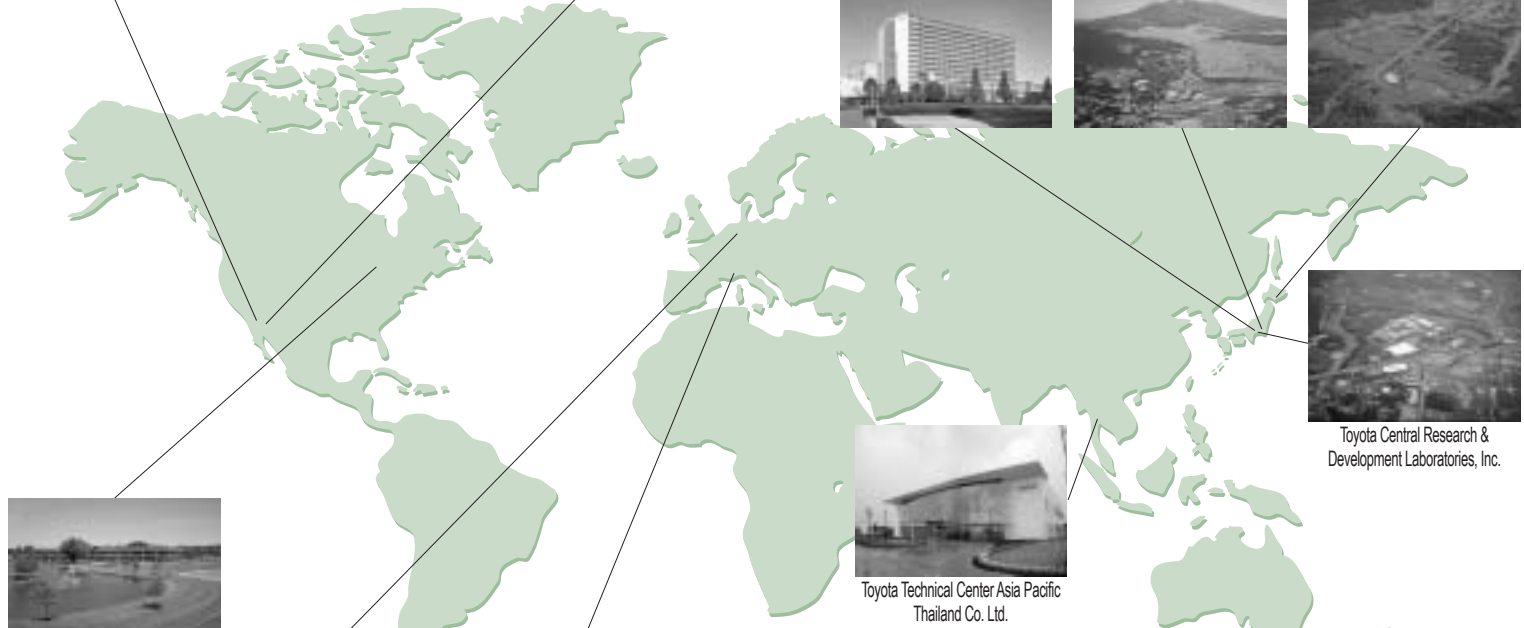 Toyota Central Research &
Development Laboratories, Inc.
Toyota Technical Center Asia Pacific
Thailand Co. Ltd.